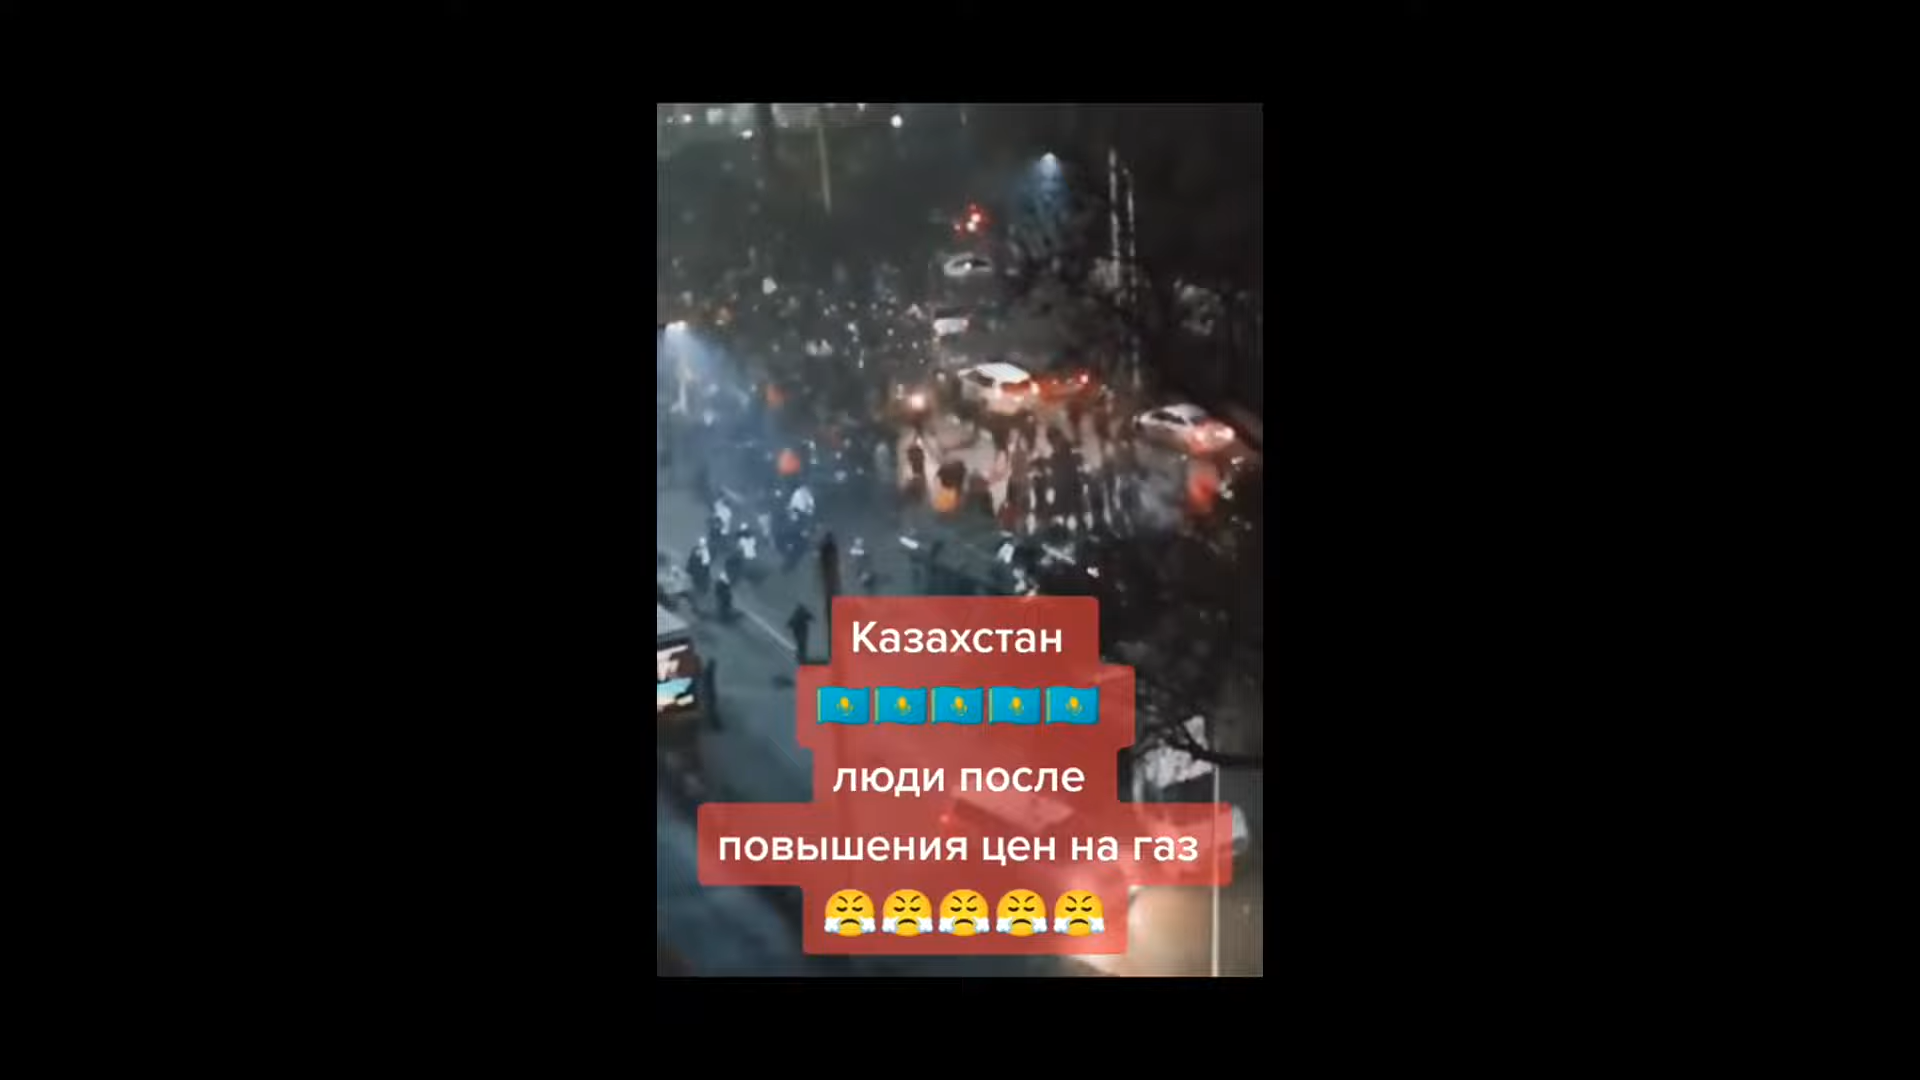 Казахстан
🇰🇿🇰🇿🇰🇿🇰🇿🇰🇿
люди после
повышения цен на газ
😤😤😤😤😤